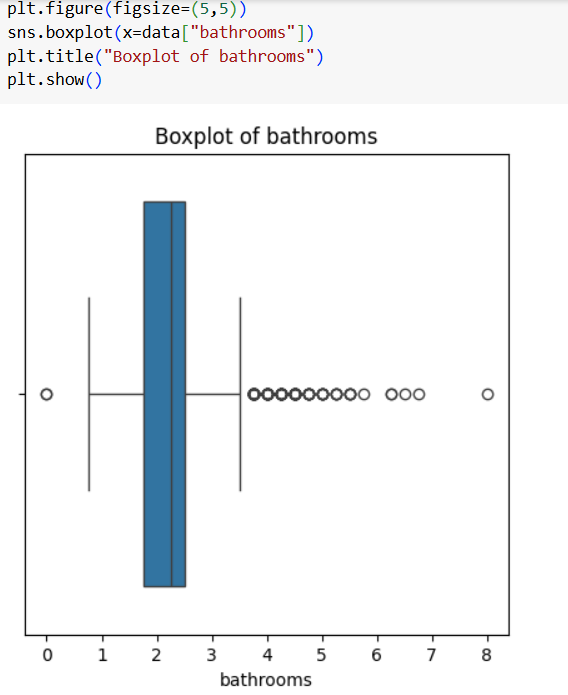 plt.figure(figsize=(5,5))
sns.boxplot(x=data["bathrooms"])
plt.title("Boxplot of bathrooms")
plt.show()
Boxplot of bathrooms
0 1 2 3 4 5 6 7 8
bathrooms